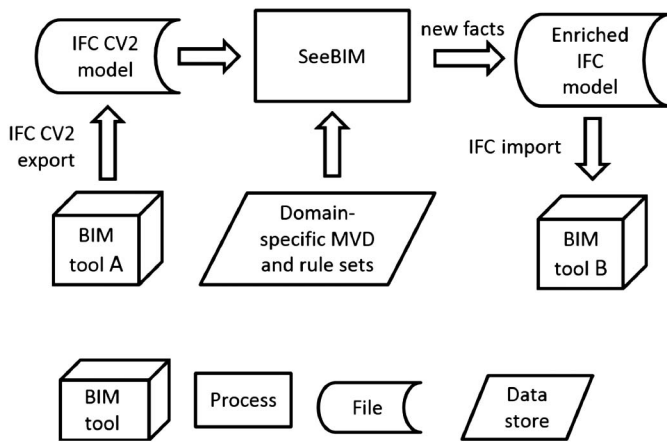 IFC CV2
model
SeeBIM
new facts
Enriched
IFC
model
IFC CV2
export
IFC import
BIM
tool A
Domain-
specific MVD
and rule sets
BIM
tool B
BIM
tool
Process
File
Data
store